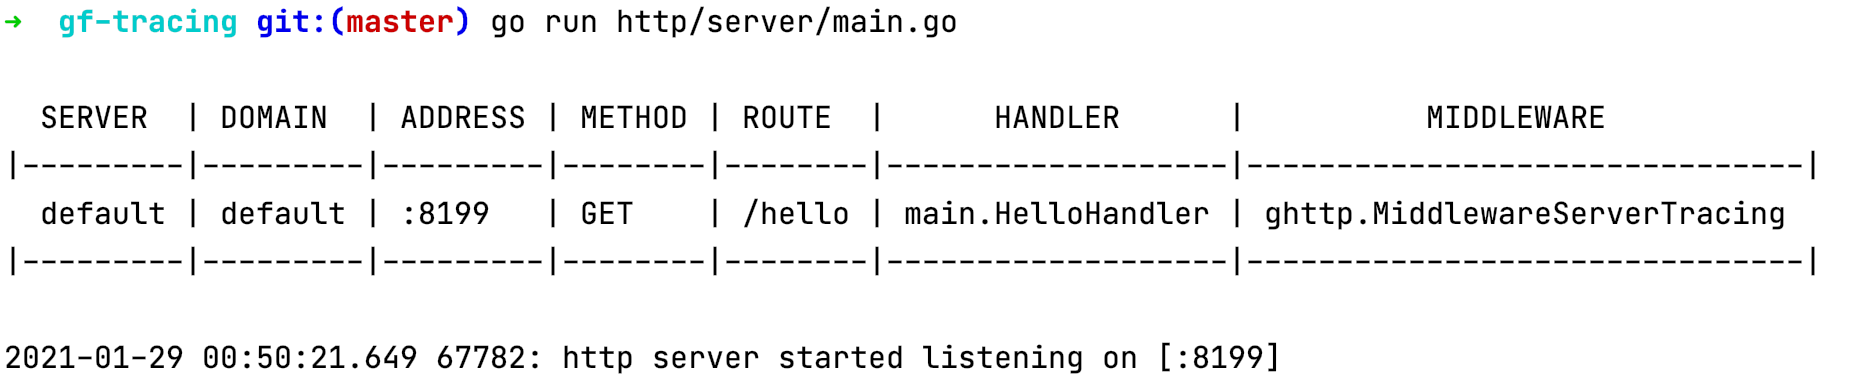 ➜  gf-tracing git:(master) go run http/server/main.go
  SERVER  | DOMAIN  | ADDRESS | METHOD | ROUTE  |      HANDLER      |          MIDDLEWARE
|---------|---------|---------|--------|--------|-------------------|-------------------------------|
  default | default | :8199   | GET    | /hello | main.HelloHandler | ghttp.MiddlewareServerTracing
|---------|---------|---------|--------|--------|-------------------|-------------------------------|
2021-01-29 00:50:21.649 67782: http server started listening on [:8199]